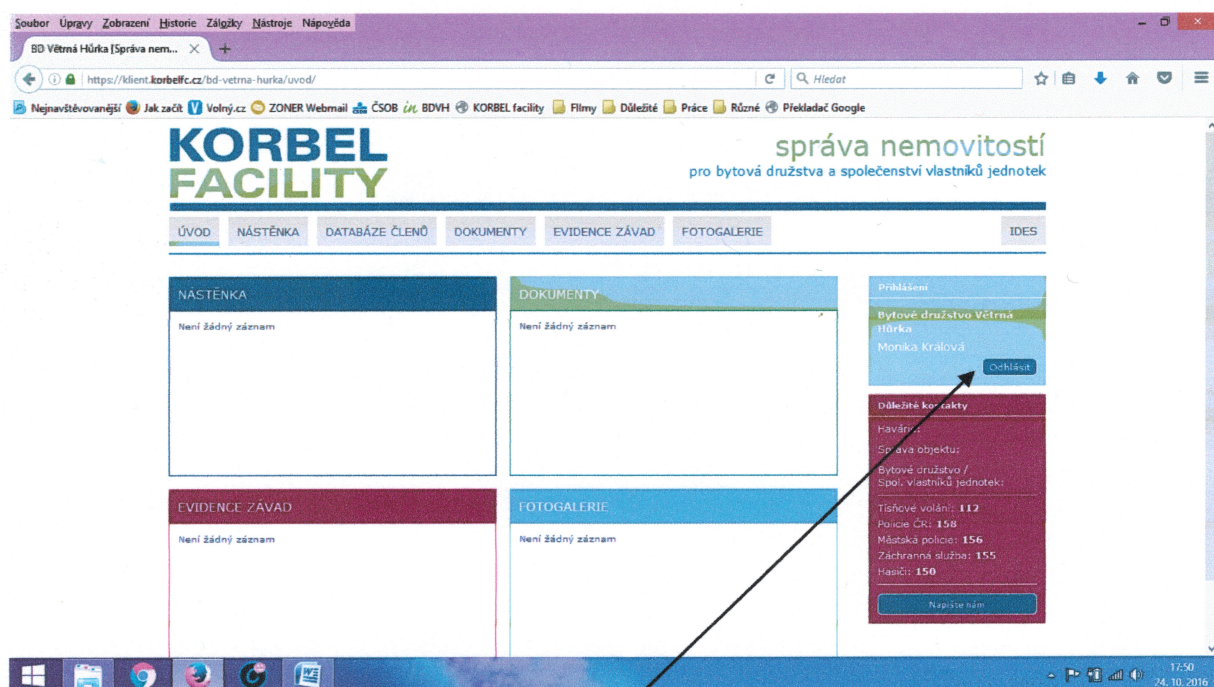 Soubor Úpravy Zobrazení Historie Záložky Nástroje Nápověda
BD Větrná Hůrka [Správa nem...
https://klient.korbelfc.cz/bd-vetrna-hurka/uvod/
Hledat
Nejnavštěvovanější Jak začít Volný.cz ZONER Webmail ČSOB BDVH KORBEL facility Filmy Důležité Práce Různé Překladač Google
KORBEL
FACILITY
správa nemovitostí
pro bytová družstva a společenství vlastníků jednotek
ÚVOD NÁSTĚNKA DATABÁZE ČLENŮ DOKUMENTY EVIDENCE ZÁVAD FOTOGALERIE IDES
NÁSTĚNKA
Není žádný záznam
DOKUMENTY
Není žádný záznam
EVIDENCE ZÁVAD
Není žádný záznam
FOTOGALERIE
Není žádný záznam
Přihlášení
Bytové družstvo Větrná
Hůrka
Monika Králová
Odhlásit
Důležité kontakty
Havárie:
Správa objektu:
Bytové družstvo /
Spol. vlastníků jednotek:
Tísňové volání: 112
Policie ČR: 158
Městská policie: 156
Záchranná služba: 155
Hasiči: 150
Napište nám
17:50
24.10.2016